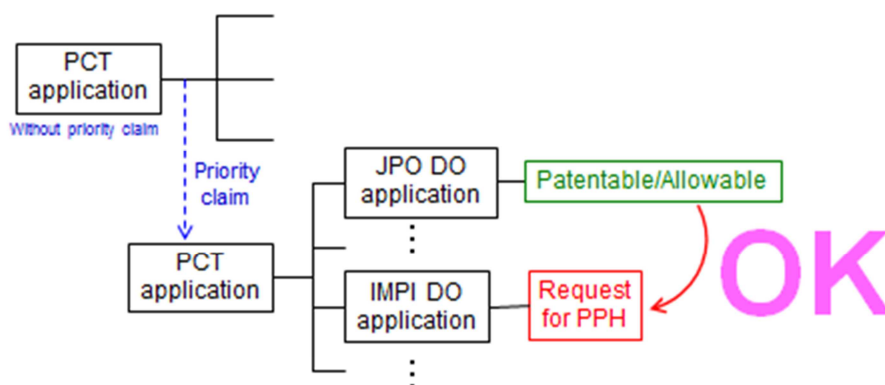 PCT
application
Without priority claim
Priority
claim
JPO DO
application
Patentable/Allowable
PCT
application
IMPI DO
application
Request
for PPH
OK